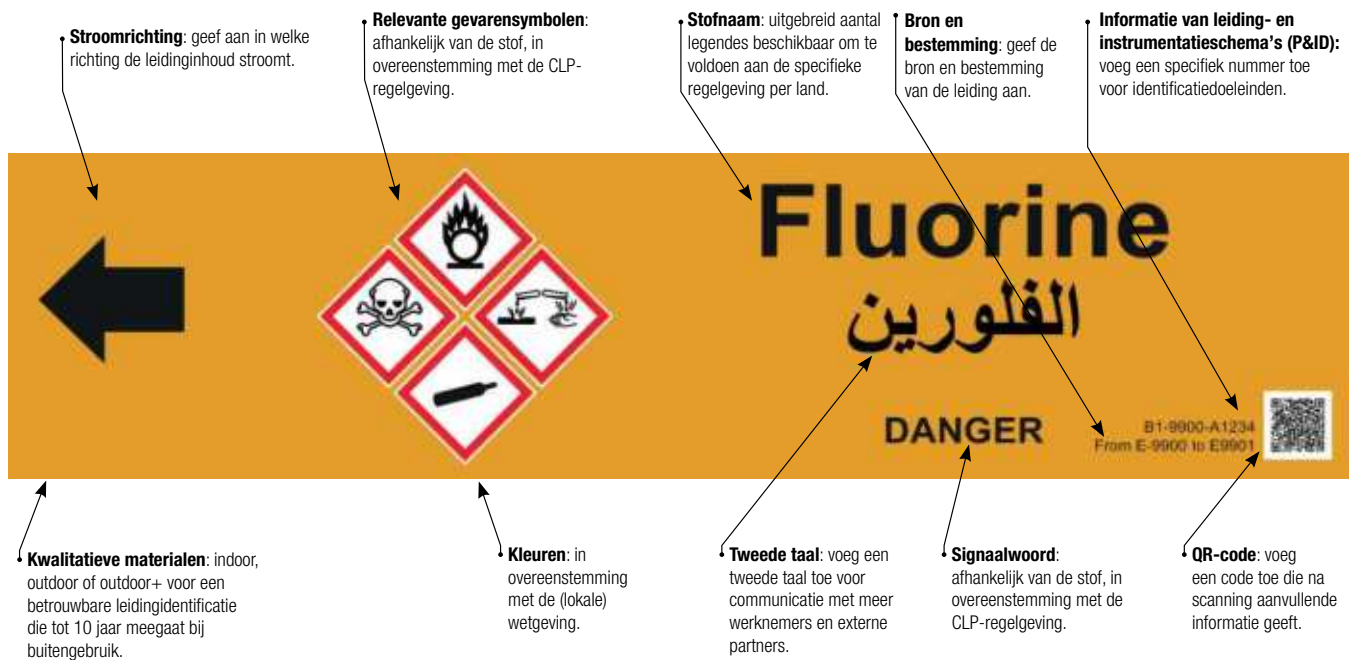 Stroomrichting: geef aan in welke
richting de leidinginhoud stroomt.
Relevante gevarensymbolen:
afhankelijk van de stof, in
overeenstemming met de CLP-
regelgeving.
Stofnaam: uitgebreid aantal
legendes beschikbaar om te
voldoen aan de specifieke
regelgeving per land.
Bron en
bestemming: geef de
bron en bestemming
van de leiding aan.
Informatie van leiding- en
instrumentatieschema's (P&ID):
voeg een specifiek nummer toe
voor identificatiedoeleinden.
Fluorine
الفلورين
DANGER
B1-9900-A1234
From E-9900 to E9901
Kwalitatieve materialen: indoor,
outdoor of outdoor+ voor een
betrouwbare leidingidentificatie
die tot 10 jaar meegaat bij
buitengebruik.
Kleuren: in
overeenstemming
met de (lokale)
wetgeving.
Tweede taal: voeg een
tweede taal toe voor
communicatie met meer
werknemers en externe
partners.
Signaalwoord:
afhankelijk van de stof, in
overeenstemming met de
CLP-regelgeving.
QR-code: voeg
een code toe die na
scanning aanvullende
informatie geeft.